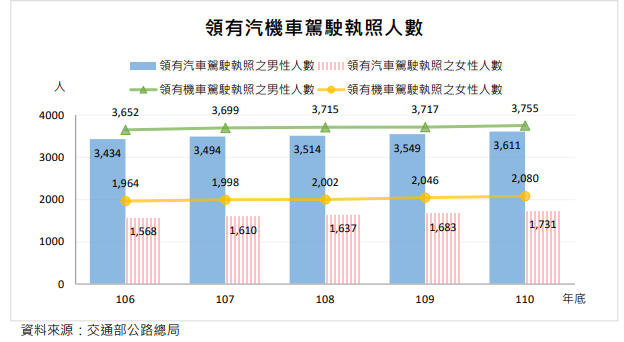 領有汽機車駕駛執照人數
領有汽車駕駛執照之男性人數 領有汽車駕駛執照之女性人數
領有機車駕駛執照之男性人數 領有機車駕駛執照之女性人數
人
4000
3000
2000
1000
0
3,652 3,699 3,715 3,717 3,755
3,434 3,494 3,514 3,549 3,611
1,964 1,998 2,002 2,046 2,080
1,568 1,610 1,637 1,683 1,731
106 107 108 109 110 年底
資料來源：交通部公路總局